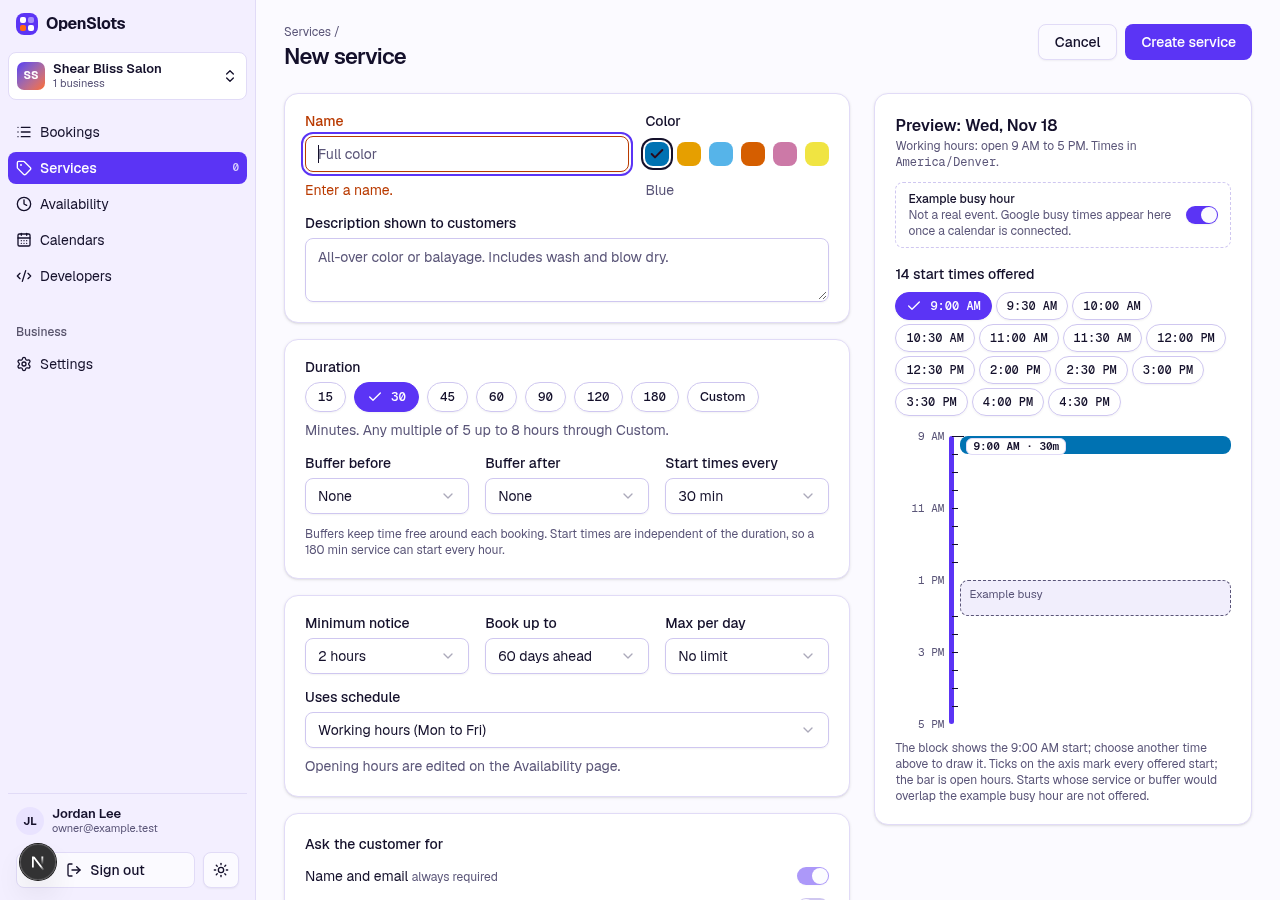 OpenSlots
SS
Shear Bliss Salon
1 business
Bookings
Services
0
Availability
Calendars
Developers
Business
Settings
JL
Jordan Lee
owner@example.test
N
Sign out
Services /
New service
Cancel
Create service
Name
Full color
Enter a name.
Color
Blue
Description shown to customers
All-over color or balayage. Includes wash and blow dry.
Duration
15
30
45
60
90
120
180
Custom
Minutes. Any multiple of 5 up to 8 hours through Custom.
Buffer before
Buffer after
Start times every
None
None
30 min
Buffers keep time free around each booking. Start times are independent of the duration, so a
180 min service can start every hour.
Minimum notice
Book up to
Max per day
2 hours
60 days ahead
No limit
Uses schedule
Working hours (Mon to Fri)
Opening hours are edited on the Availability page.
Ask the customer for
Name and email always required
Preview: Wed, Nov 18
Working hours: open 9 AM to 5 PM. Times in
America/Denver.
Example busy hour
Not a real event. Google busy times appear here
once a calendar is connected.
14 start times offered
9:00 AM
9:30 AM
10:00 AM
10:30 AM
11:00 AM
11:30 AM
12:00 PM
12:30 PM
2:00 PM
2:30 PM
3:00 PM
3:30 PM
4:00 PM
4:30 PM
9 AM
9:00 AM · 30m
11 AM
1 PM
Example busy
3 PM
5 PM
The block shows the 9:00 AM start; choose another time
above to draw it. Ticks on the axis mark every offered start;
the bar is open hours. Starts whose service or buffer would
overlap the example busy hour are not offered.